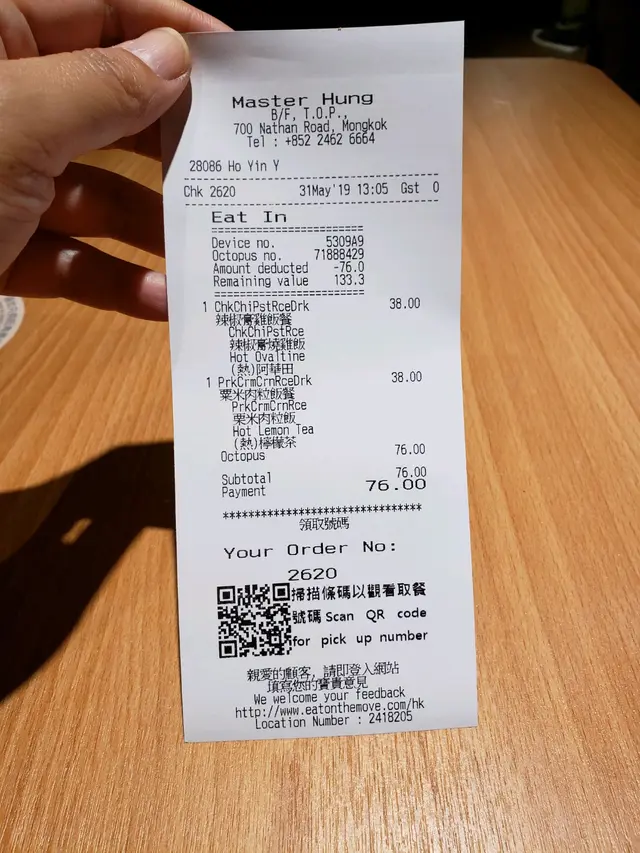 Master Hung
B/F, T.O.P.,
700 Nathan Road, Mongkok
Tel : +852 2462 6664
28086 Ho Yin Y
Chk 2620 31May'19 13:05 Gst 0
Eat In
Device no. 5309A9
Octopus no. 71888429
Amount deducted -76.0
Remaining value 133.3
1 ChkChiPstRceDrk 38.00
辣椒膏雞飯餐
ChkChiPstRce
辣椒膏燒雞飯
Hot Ovaltine
(熱)阿華田
1 PrkCrmCrnRceDrk 38.00
粟米肉粒飯餐
PrkCrmCrnRce
粟米肉粒飯
Hot Lemon Tea
(熱)檸檬茶
Octopus 76.00
Subtotal 76.00
Payment 76.00
********************************
領取號碼
Your Order No:
2620
掃描條碼以觀看取餐
號碼 Scan QR code
for pick up number
親愛的顧客, 請即登入網站
填寫您的寶貴意見
We welcome your feedback
http://www.eatonthemove.com/hk
Location Number : 2418205